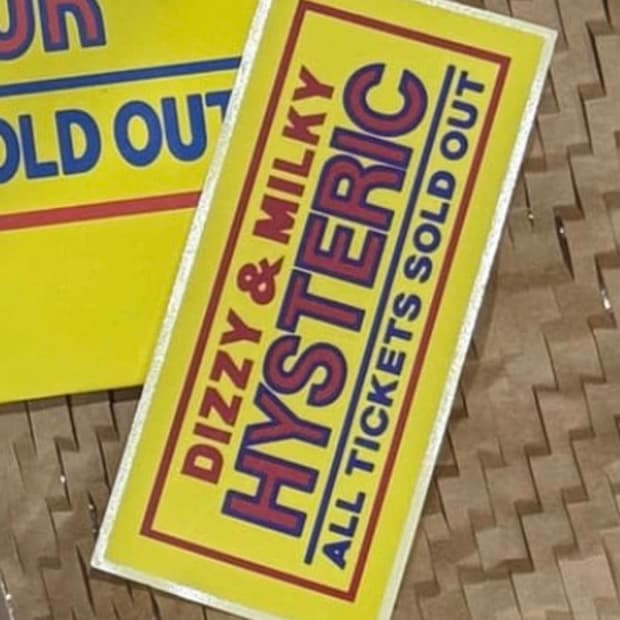 OLD OUT
DIZZY & MILKY
HYSTERIC
ALL TICKETS SOLD OUT